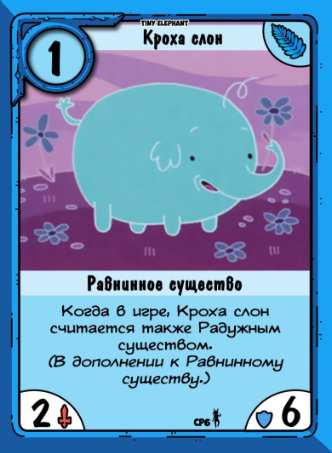 TINY ELEPHANT
1
Кроха слон
Равнинное существо
Когда в игре, Кроха слон
считается также Радужным
существом.
(В дополнении к Равнинному
существу.)
2
CP6
6